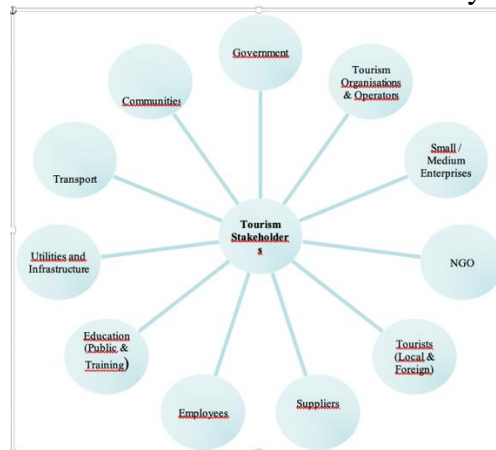 Government
Tourism
Organisations
& Operators
Small /
Medium
Enterprises
NGO
Tourists
(Local &
Foreign)
Suppliers
Employees
Education
(Public &
Training)
Utilities and
Infrastructure
Transport
Communities
Tourism
Stakeholder
s